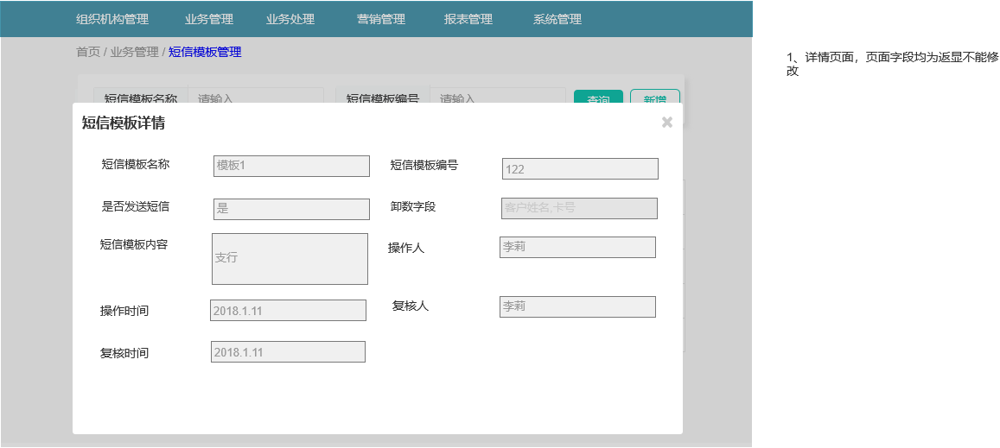 组织机构管理 业务管理 业务处理 营销管理 报表管理 系统管理
首页 / 业务管理 / 短信模板管理
短信模板名称 请输入 短信模板编号 请输入 查询 新增
短信模板详情
短信模板名称 模板1 短信模板编号 122
是否发送短信 是 卸数字段 客户姓名,卡号
短信模板内容 支行 操作人 李莉
操作时间 2018.1.11 复核人 李莉
复核时间 2018.1.11
1、详情页面，页面字段均为返显不能修
改